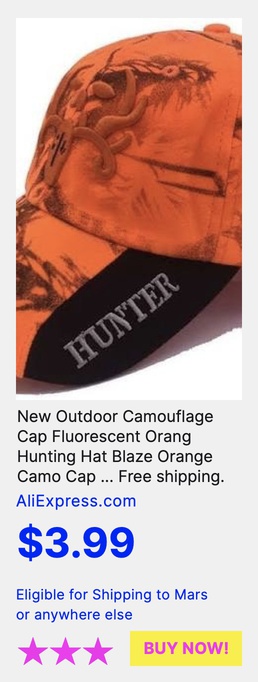 HUNTER
New Outdoor Camouflage
Cap Fluorescent Orang
Hunting Hat Blaze Orange
Camo Cap ... Free shipping.
AliExpress.com
$3.99
Eligible for Shipping to Mars
or anywhere else
BUY NOW!